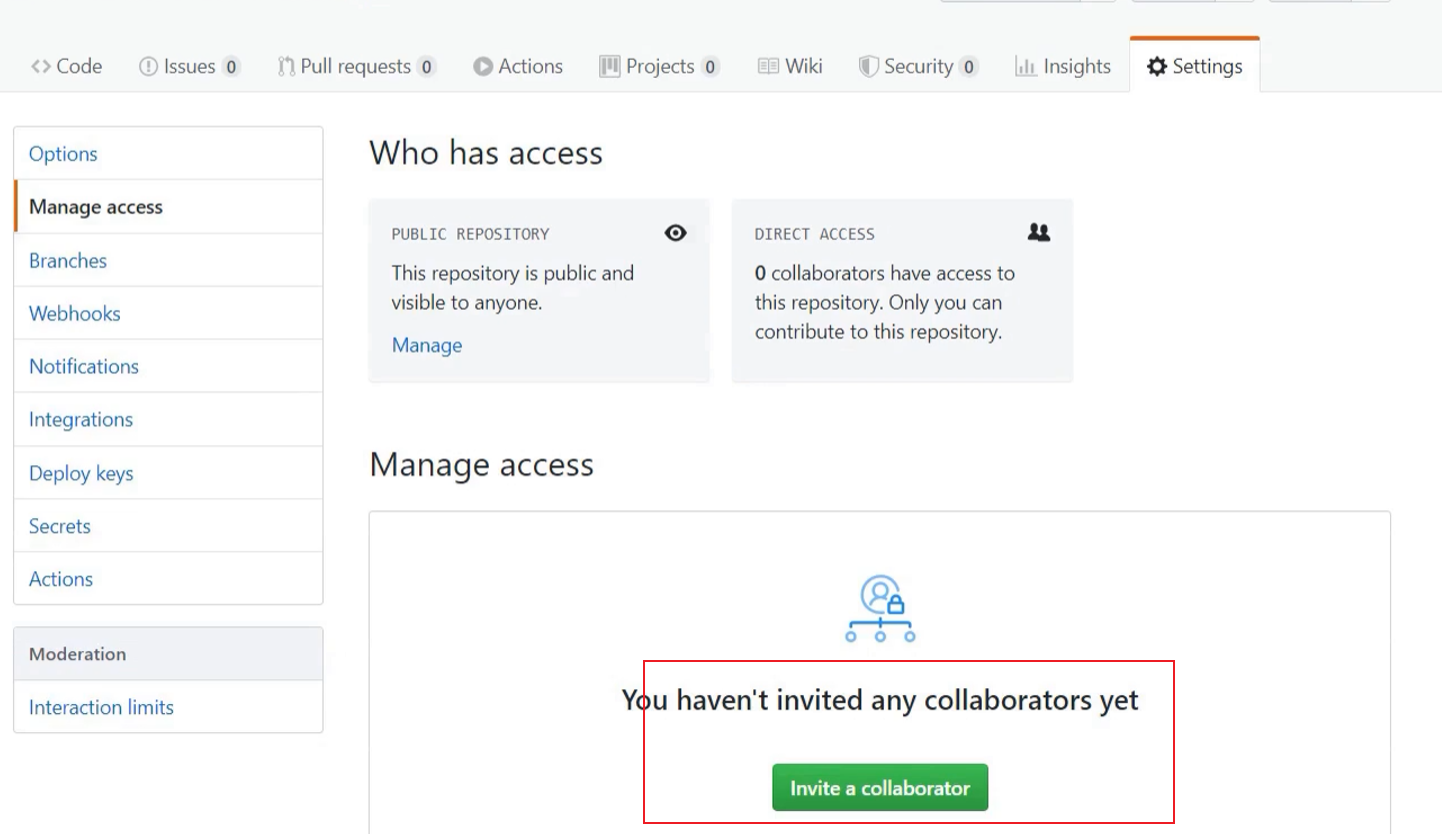 Code Issues 0 Pull requests 0 Actions Projects 0 Wiki Security 0 Insights Settings
Options
Manage access
Branches
Webhooks
Notifications
Integrations
Deploy keys
Secrets
Actions
Moderation
Interaction limits
Who has access
PUBLIC REPOSITORY
This repository is public and
visible to anyone.
Manage
DIRECT ACCESS
0 collaborators have access to
this repository. Only you can
contribute to this repository.
Manage access
You haven't invited any collaborators yet
Invite a collaborator